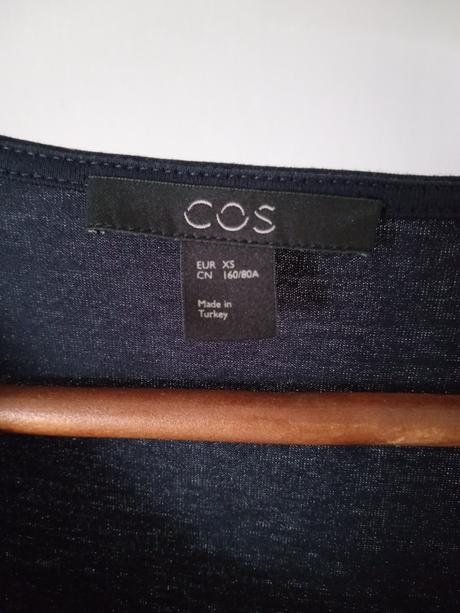 COS
EUR XS
CN 160/80A
Made in
Turkey